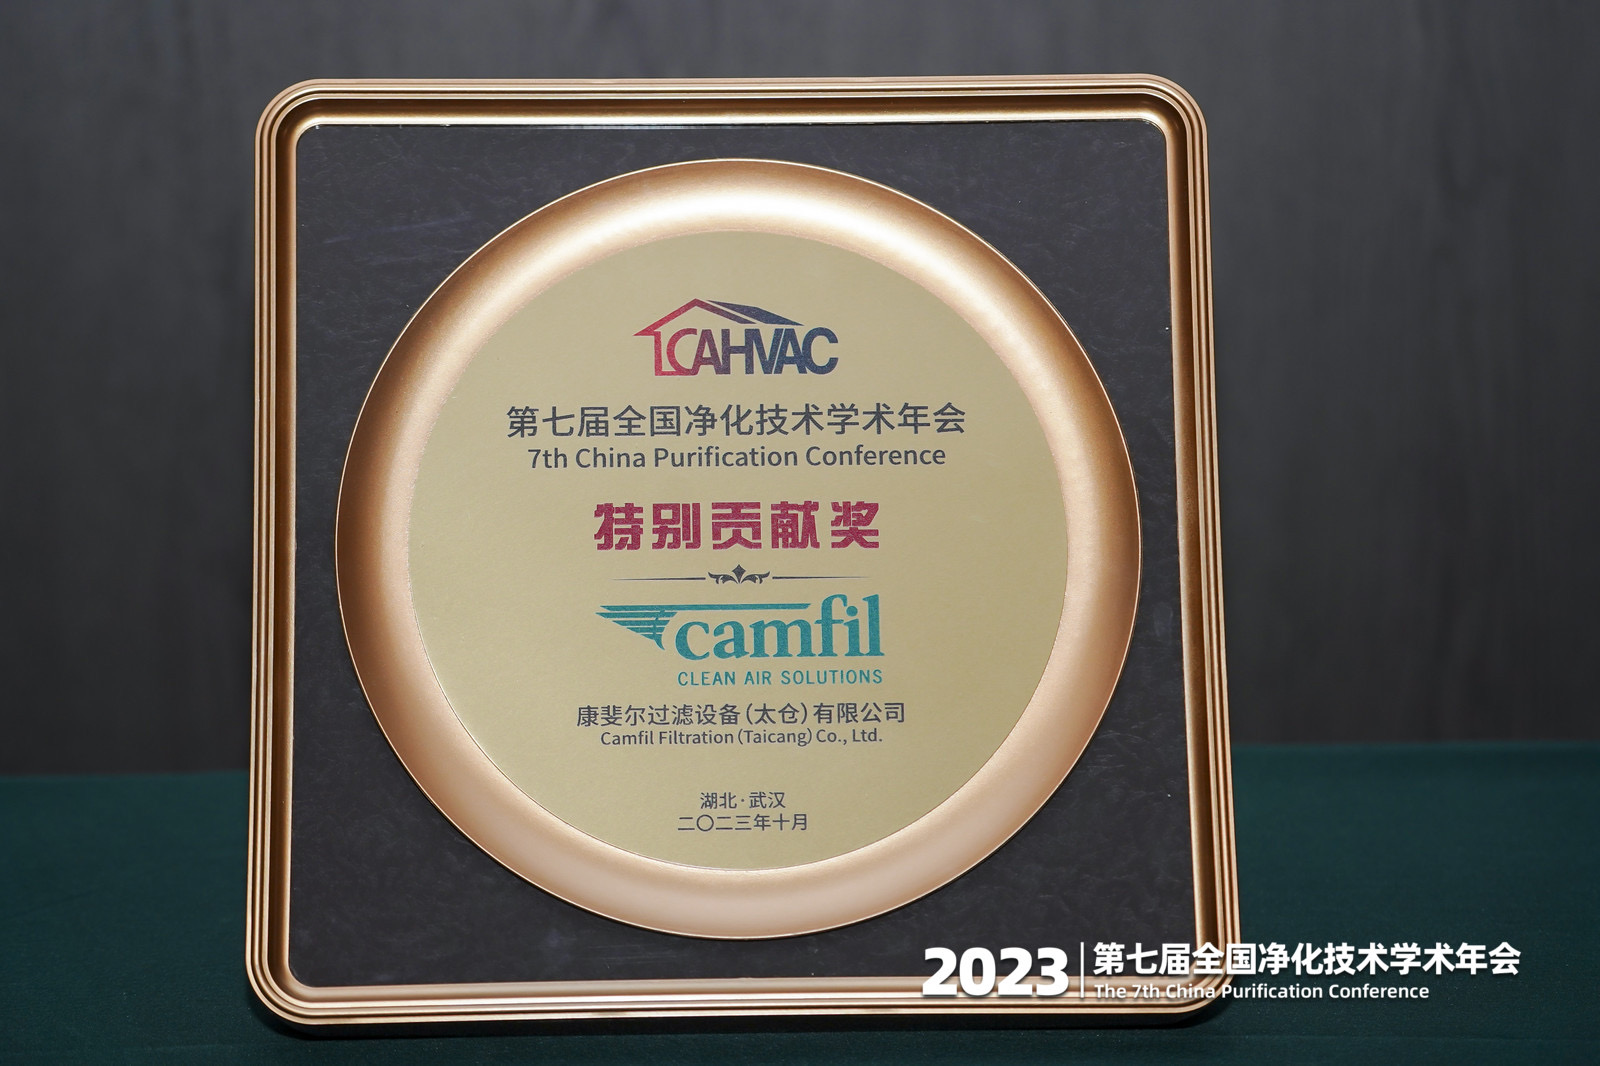 CAHVAC
第七届全国净化技术学术年会
7th China Purification Conference
特别贡献奖
camfil
CLEAN AIR SOLUTIONS
康斐尔过滤设备(太仓)有限公司
Camfil Filtration (Taicang) Co., Ltd.
湖北·武汉
二〇二三年十月
2023 第七届全国净化技术学术年会
The 7th China Purification Conference